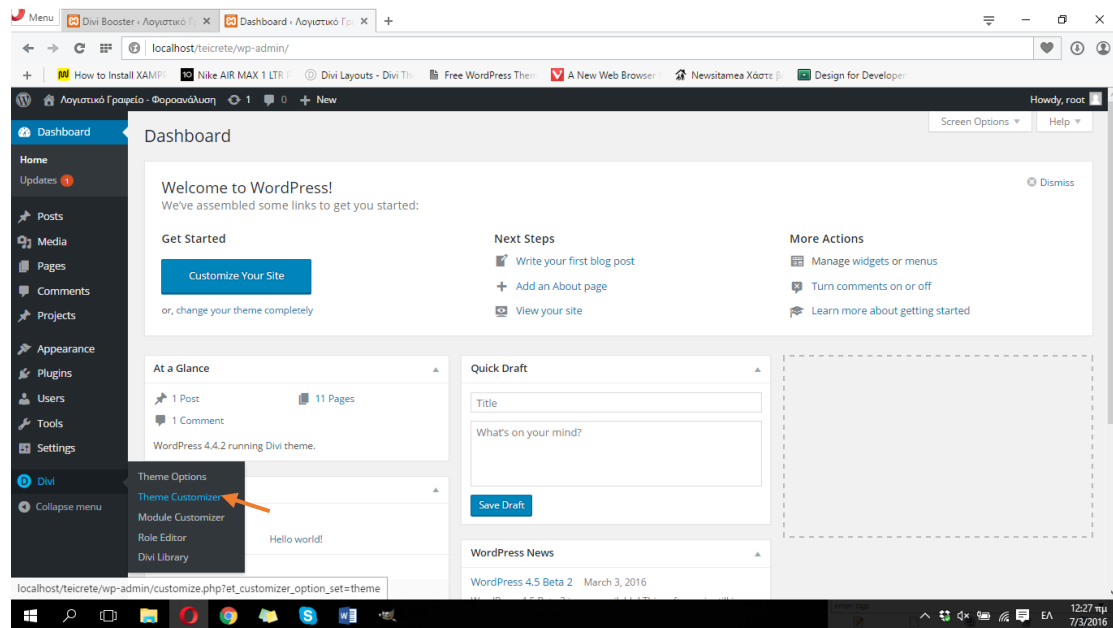 Menu
Divi Booster ‹ Λογιστικό Γρ
Dashboard ‹ Λογιστικό Γρα
localhost/teicrete/wp-admin/
How to Install XAMPP
Nike AIR MAX 1 LTR
Divi Layouts - Divi Th
Free WordPress Them
A New Web Browser
Newsitamea Χάρτε
Design for Developer
Λογιστικό Γραφείο - Φοροανάλυση
1
0
+ New
Howdy, root
Dashboard
Home
Updates 1
Posts
Media
Pages
Comments
Projects
Appearance
Plugins
Users
Tools
Settings
Divi
Collapse menu
Theme Options
Theme Customizer
Module Customizer
Role Editor
Divi Library
Dashboard
Screen Options
Help
Welcome to WordPress!
We've assembled some links to get you started:
Dismiss
Get Started
Customize Your Site
or, change your theme completely
Next Steps
Write your first blog post
Add an About page
View your site
More Actions
Manage widgets or menus
Turn comments on or off
Learn more about getting started
At a Glance
1 Post
11 Pages
1 Comment
WordPress 4.4.2 running Divi theme.
Hello world!
Quick Draft
Title
What's on your mind?
Save Draft
WordPress News
WordPress 4.5 Beta 2 March 3, 2016
localhost/teicrete/wp-admin/customize.php?et_customizer_option_set=theme
ΕΛ
12:27 πμ
7/3/2016